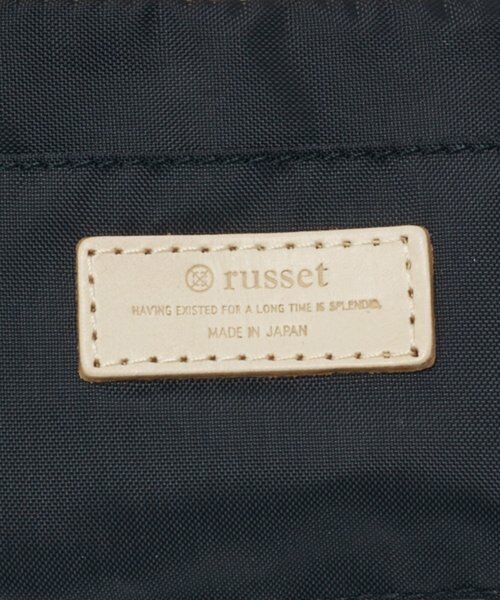 russet
HAVING EXISTED FOR A LONG TIME IS SPLENDID.
MADE IN JAPAN